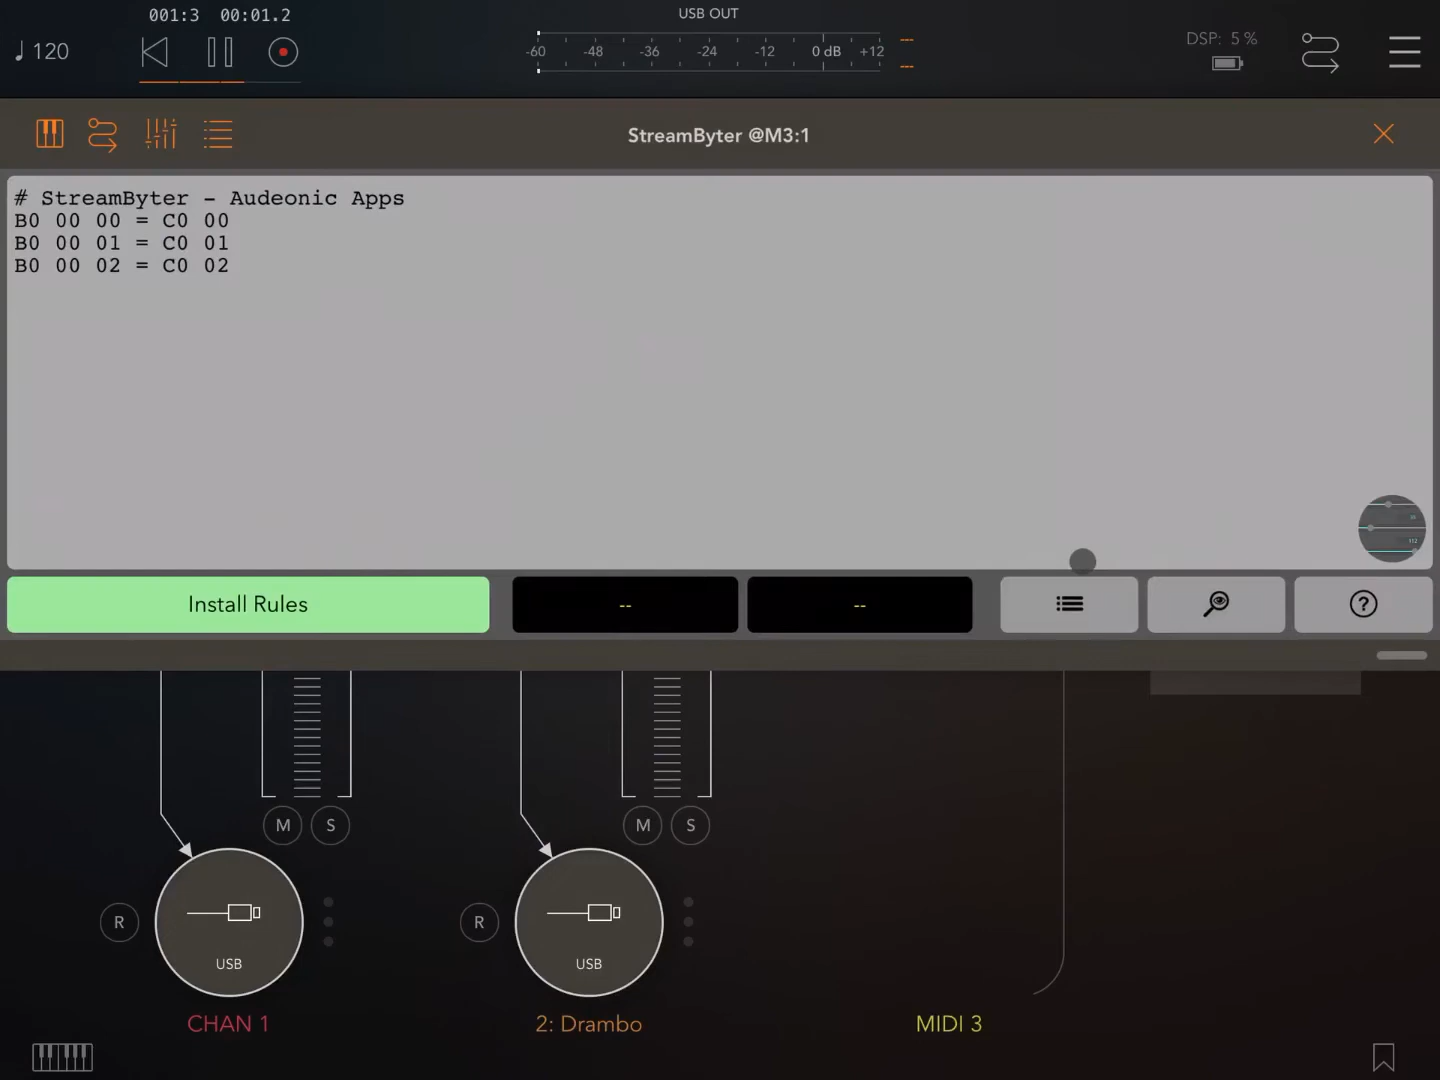 001:3 00:01.2
USB OUT
120
-60 -48 -36 -24 -12 0 dB +12
DSP: 5 %
StreamByter @M3:1
# StreamByter - Audeonic Apps
B0 00 00 = C0 00
B0 00 01 = C0 01
B0 00 02 = C0 02
112
Install Rules
--
--
?
M S
M S
R
R
USB
USB
CHAN 1
2: Drambo
MIDI 3